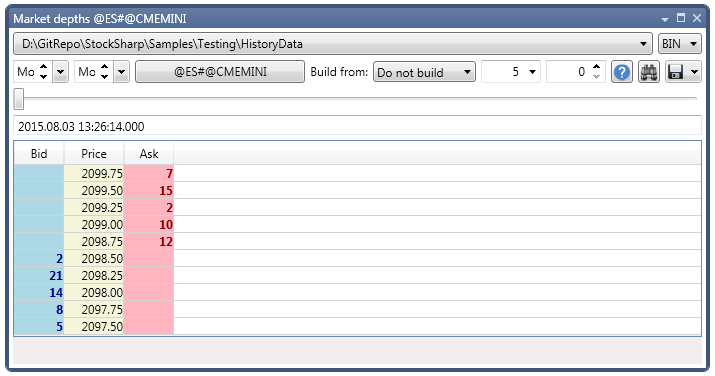 Market depths @ES#@CMEMINI
D:\GitRepo\StockSharp\Samples\Testing\HistoryData BIN
Mo Mo @ES#@CMEMINI Build from: Do not build 5 0 ?
2015.08.03 13:26:14.000
Bid Price Ask
2099.75 7
2099.50 15
2099.25 2
2099.00 10
2098.75 12
2 2098.50
21 2098.25
14 2098.00
8 2097.75
5 2097.50